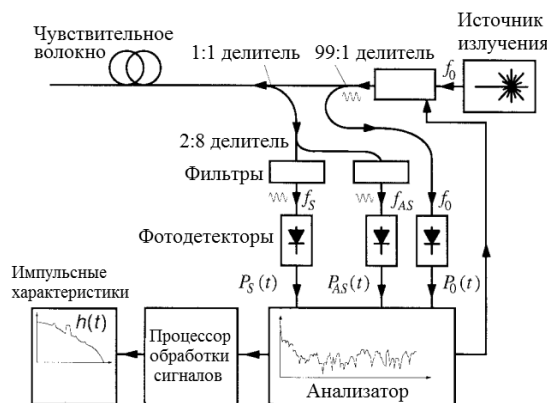 Источник
излучения
Чувствительное
волокно
1:1 делитель
99:1 делитель
f0
2:8 делитель
Фильтры
fS
fAS
f0
Фотодетекторы
PS(t)
PAS(t)
P0(t)
Импульсные
характеристики
h(t)
Процессор
обработки
сигналов
Анализатор